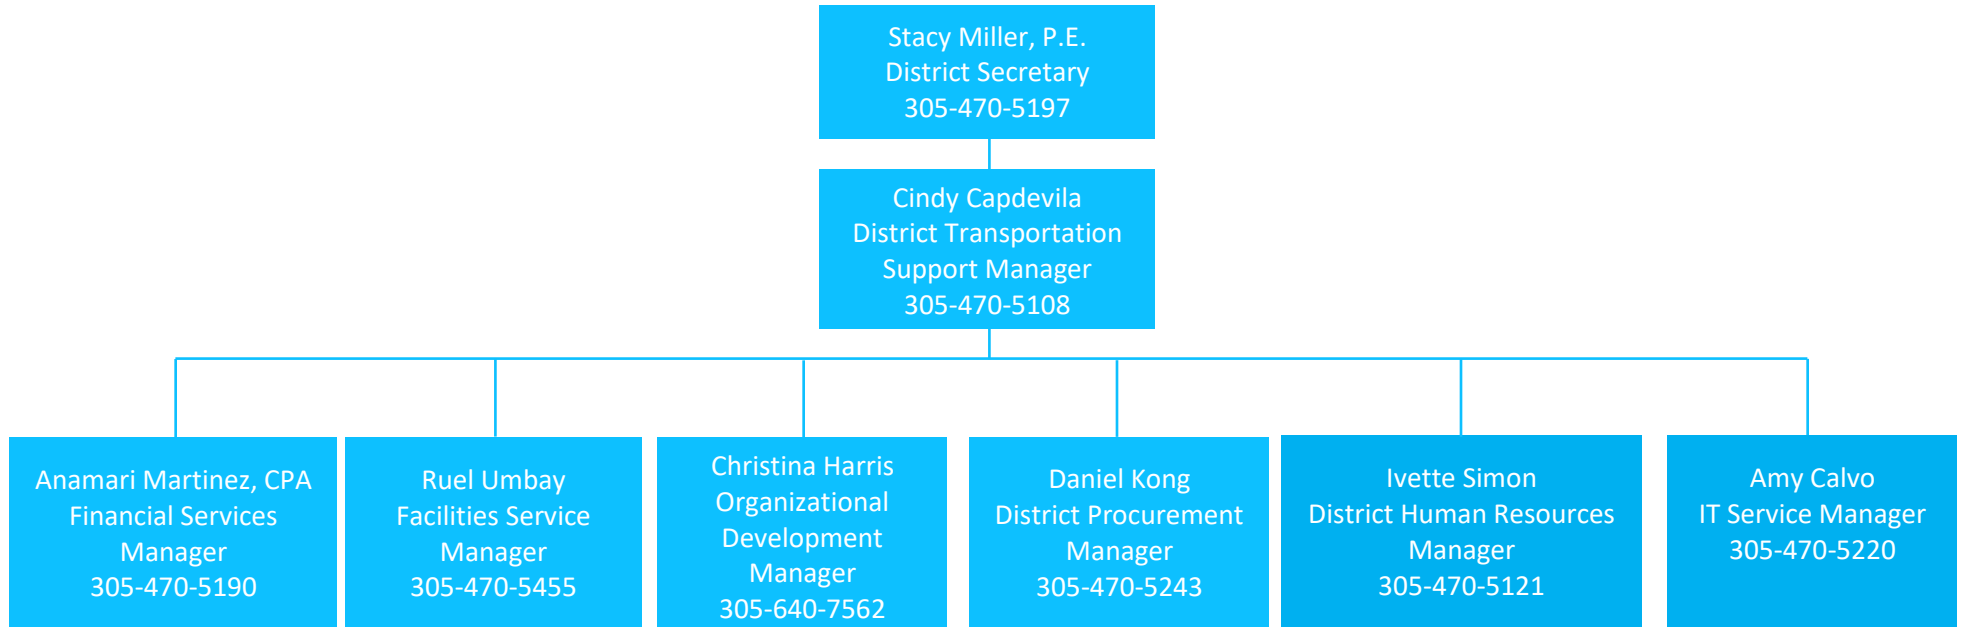 Stacy Miller, P.E.
District Secretary
305-470-5197
Cindy Capdevila
District Transportation
Support Manager
305-470-5108
Anamari Martinez, CPA
Financial Services
Manager
305-470-5190
Ruel Umbay
Facilities Service
Manager
305-470-5455
Christina Harris
Organizational
Development
Manager
305-640-7562
Daniel Kong
District Procurement
Manager
305-470-5243
Ivette Simon
District Human Resources
Manager
305-470-5121
Amy Calvo
IT Service Manager
305-470-5220